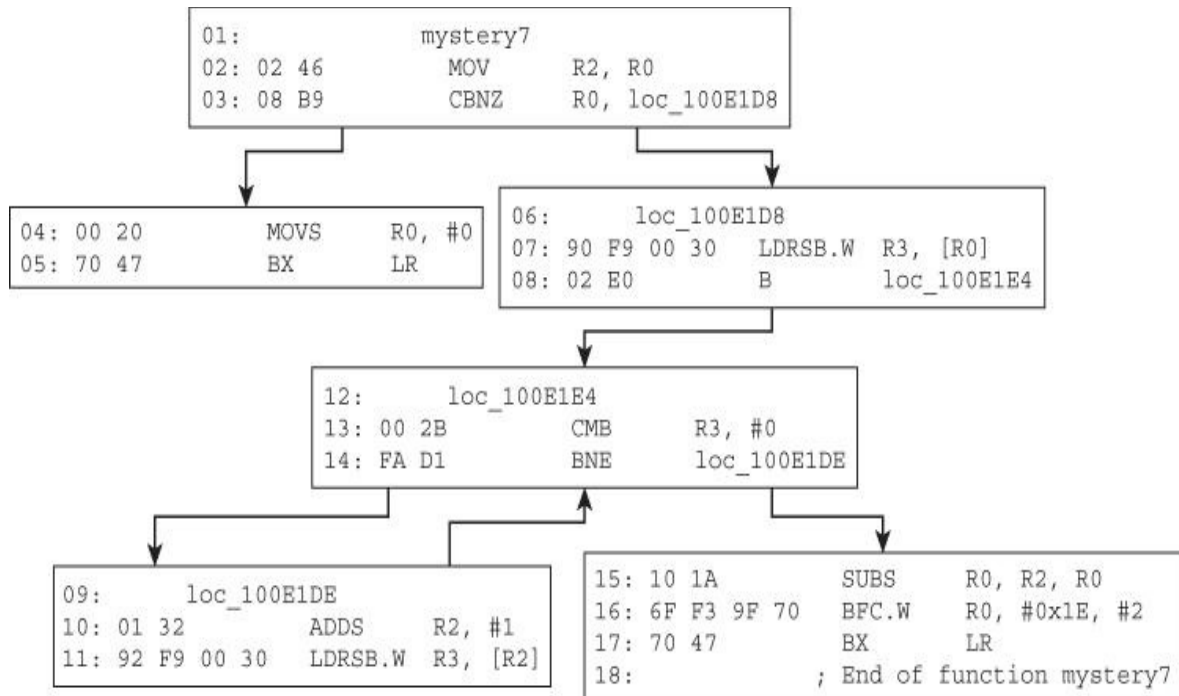 01: mystery7
02: 02 46 MOV R2, R0
03: 08 B9 CBNZ R0, loc_100E1D8
04: 00 20 MOVS R0, #0
05: 70 47 BX LR
06: loc_100E1D8
07: 90 F9 00 30 LDRSB.W R3, [R0]
08: 02 E0 B loc_100E1E4
12: loc_100E1E4
13: 00 2B CMB R3, #0
14: FA D1 BNE loc_100E1DE
09: loc_100E1DE
10: 01 32 ADDS R2, #1
11: 92 F9 00 30 LDRSB.W R3, [R2]
15: 10 1A SUBS R0, R2, R0
16: 6F F3 9F 70 BFC.W R0, #0x1E, #2
17: 70 47 BX LR
18: ; End of function mystery7